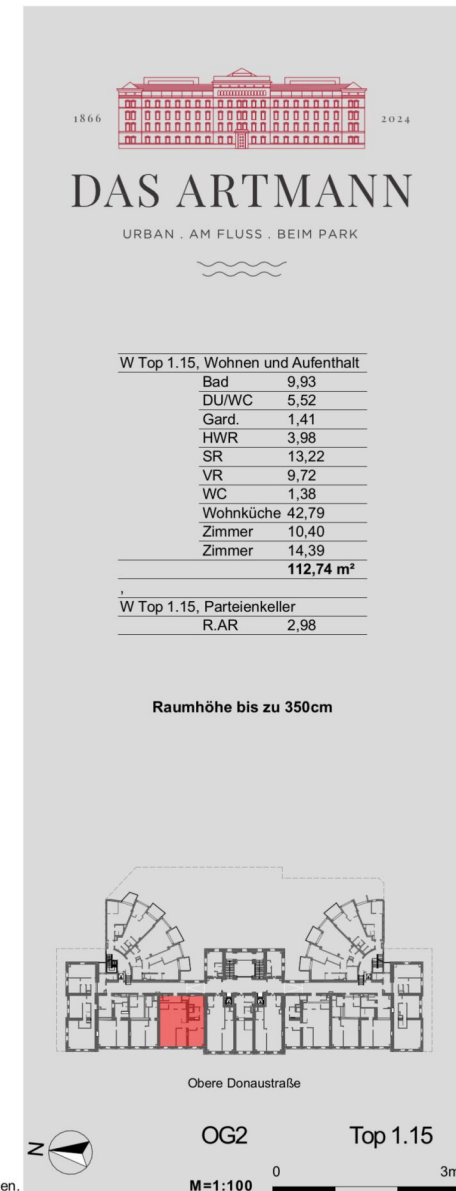 1866 2024
DAS ARTMANN
URBAN . AM FLUSS . BEIM PARK
W Top 1.15, Wohnen und Aufenthalt
Bad 9,93
DU/WC 5,52
Gard. 1,41
HWR 3,98
SR 13,22
VR 9,72
WC 1,38
Wohnküche 42,79
Zimmer 10,40
Zimmer 14,39
112,74 m²
,
W Top 1.15, Parteienkeller
R.AR 2,98
Raumhöhe bis zu 350cm
Obere Donaustraße
OG2 Top 1.15
N
0 3m
en. M=1:100